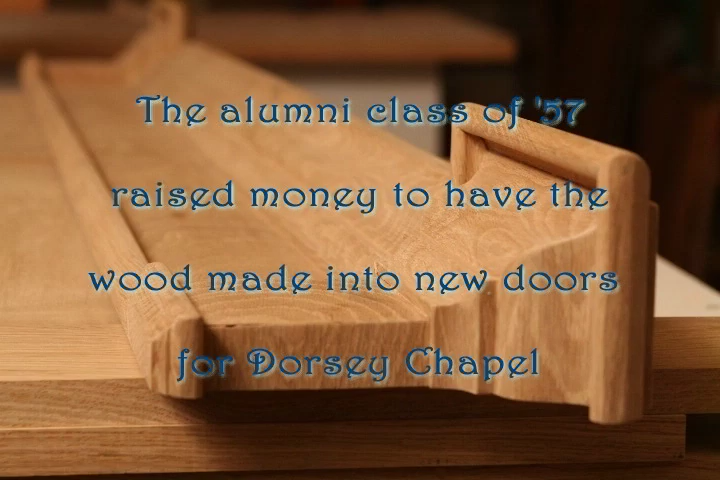 The alumni class of '57
raised money to have the
wood made into new doors
for Dorsey Chapel